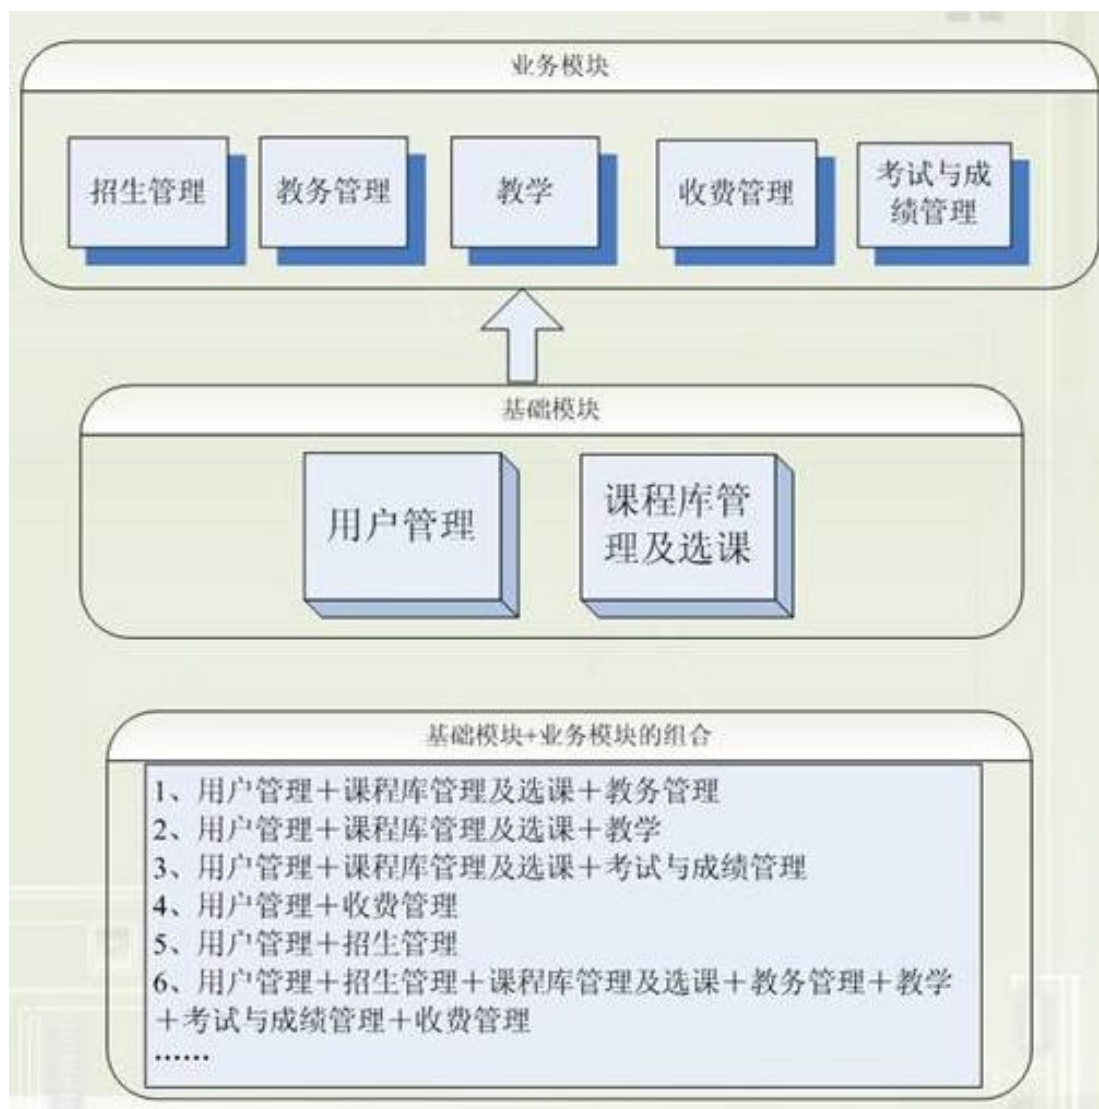 业务模块
招生管理
教务管理
教学
收费管理
考试与成
绩管理
基础模块
用户管理
课程库管
理及选课
基础模块+业务模块的组合
1、用户管理＋课程库管理及选课＋教务管理
2、用户管理＋课程库管理及选课＋教学
3、用户管理＋课程库管理及选课＋考试与成绩管理
4、用户管理＋收费管理
5、用户管理＋招生管理
6、用户管理＋招生管理＋课程库管理及选课＋教务管理＋教学
＋考试与成绩管理＋收费管理
……